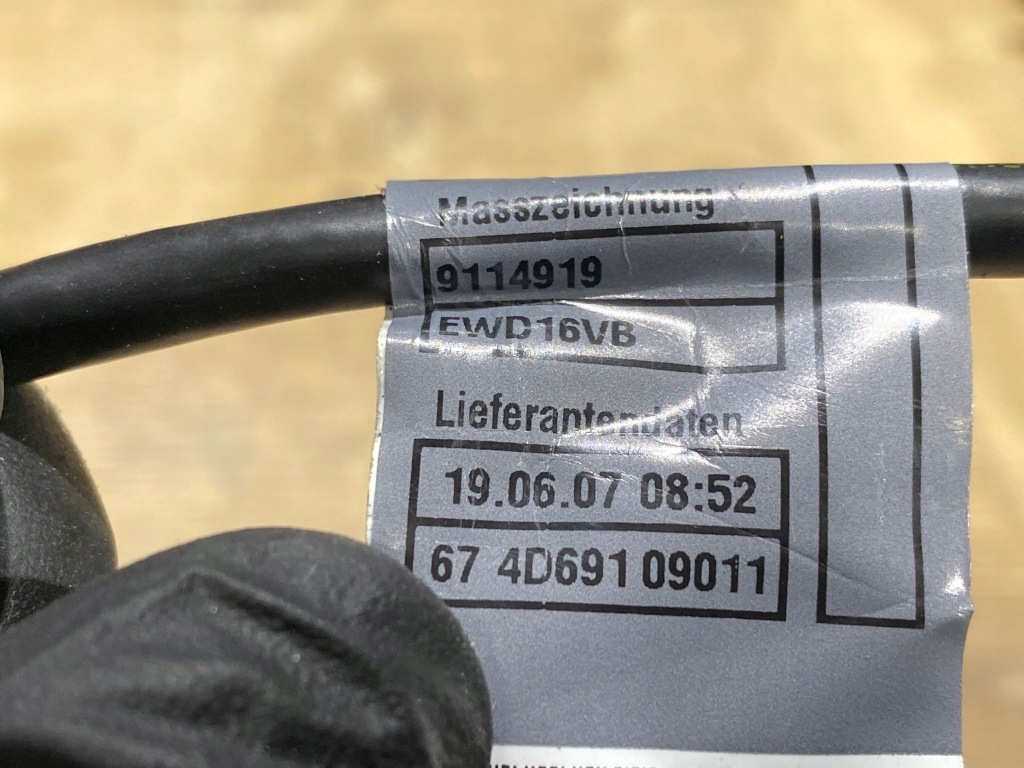 Masszeichnung
9114919
EWD16VB
Lieferantendaten
19.06.07 08:52
67 4D691 09011